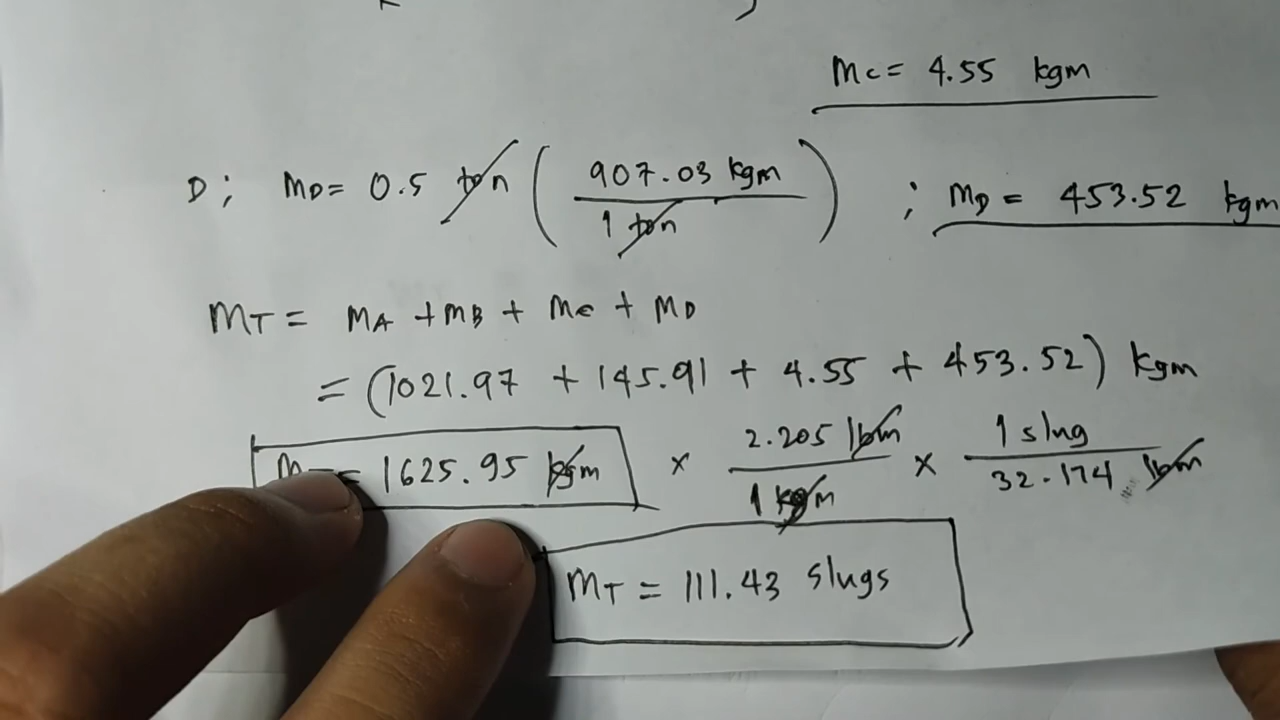 mc = 4.55 kgm
D; mD = 0.5 ton ( 907.03 kgm / 1 ton ) ; mD = 453.52 kgm
mT = mA + mB + mc + mD
= (1021.97 + 145.91 + 4.55 + 453.52) kgm
= 1625.95 kgm x 2.205 lbm / 1 kgm x 1 slug / 32.174 lbm
mT = 111.43 slugs